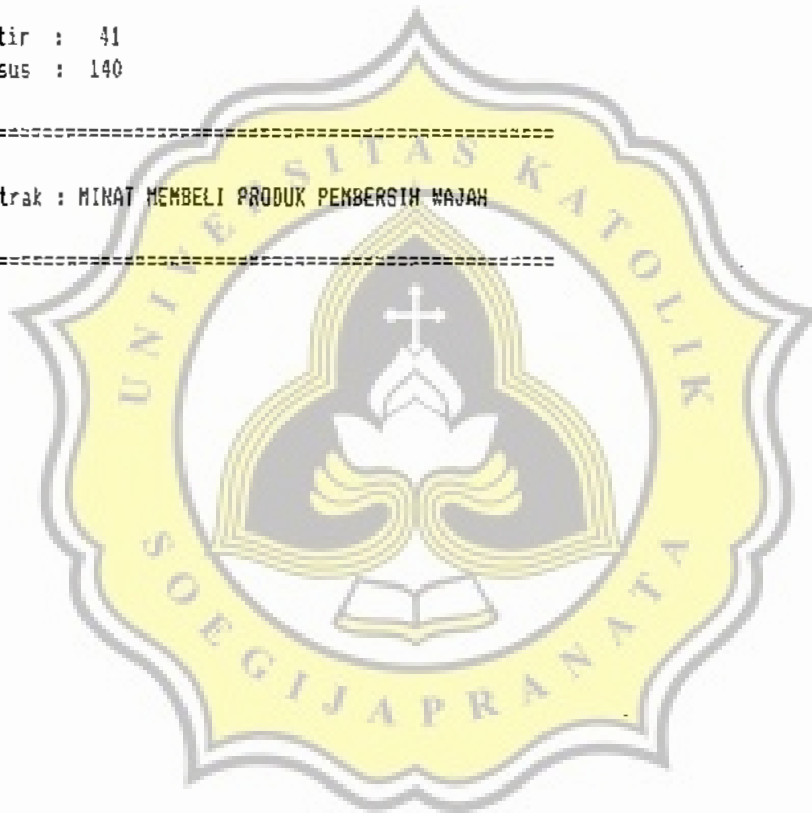 tir : 41
sus : 140
=======================================================
trak : MINAT MEMBELI PRODUK PEMBERSIH WAJAH
=======================================================
UNIVERSITAS KATOLIK
SOEGIJAPRANATA